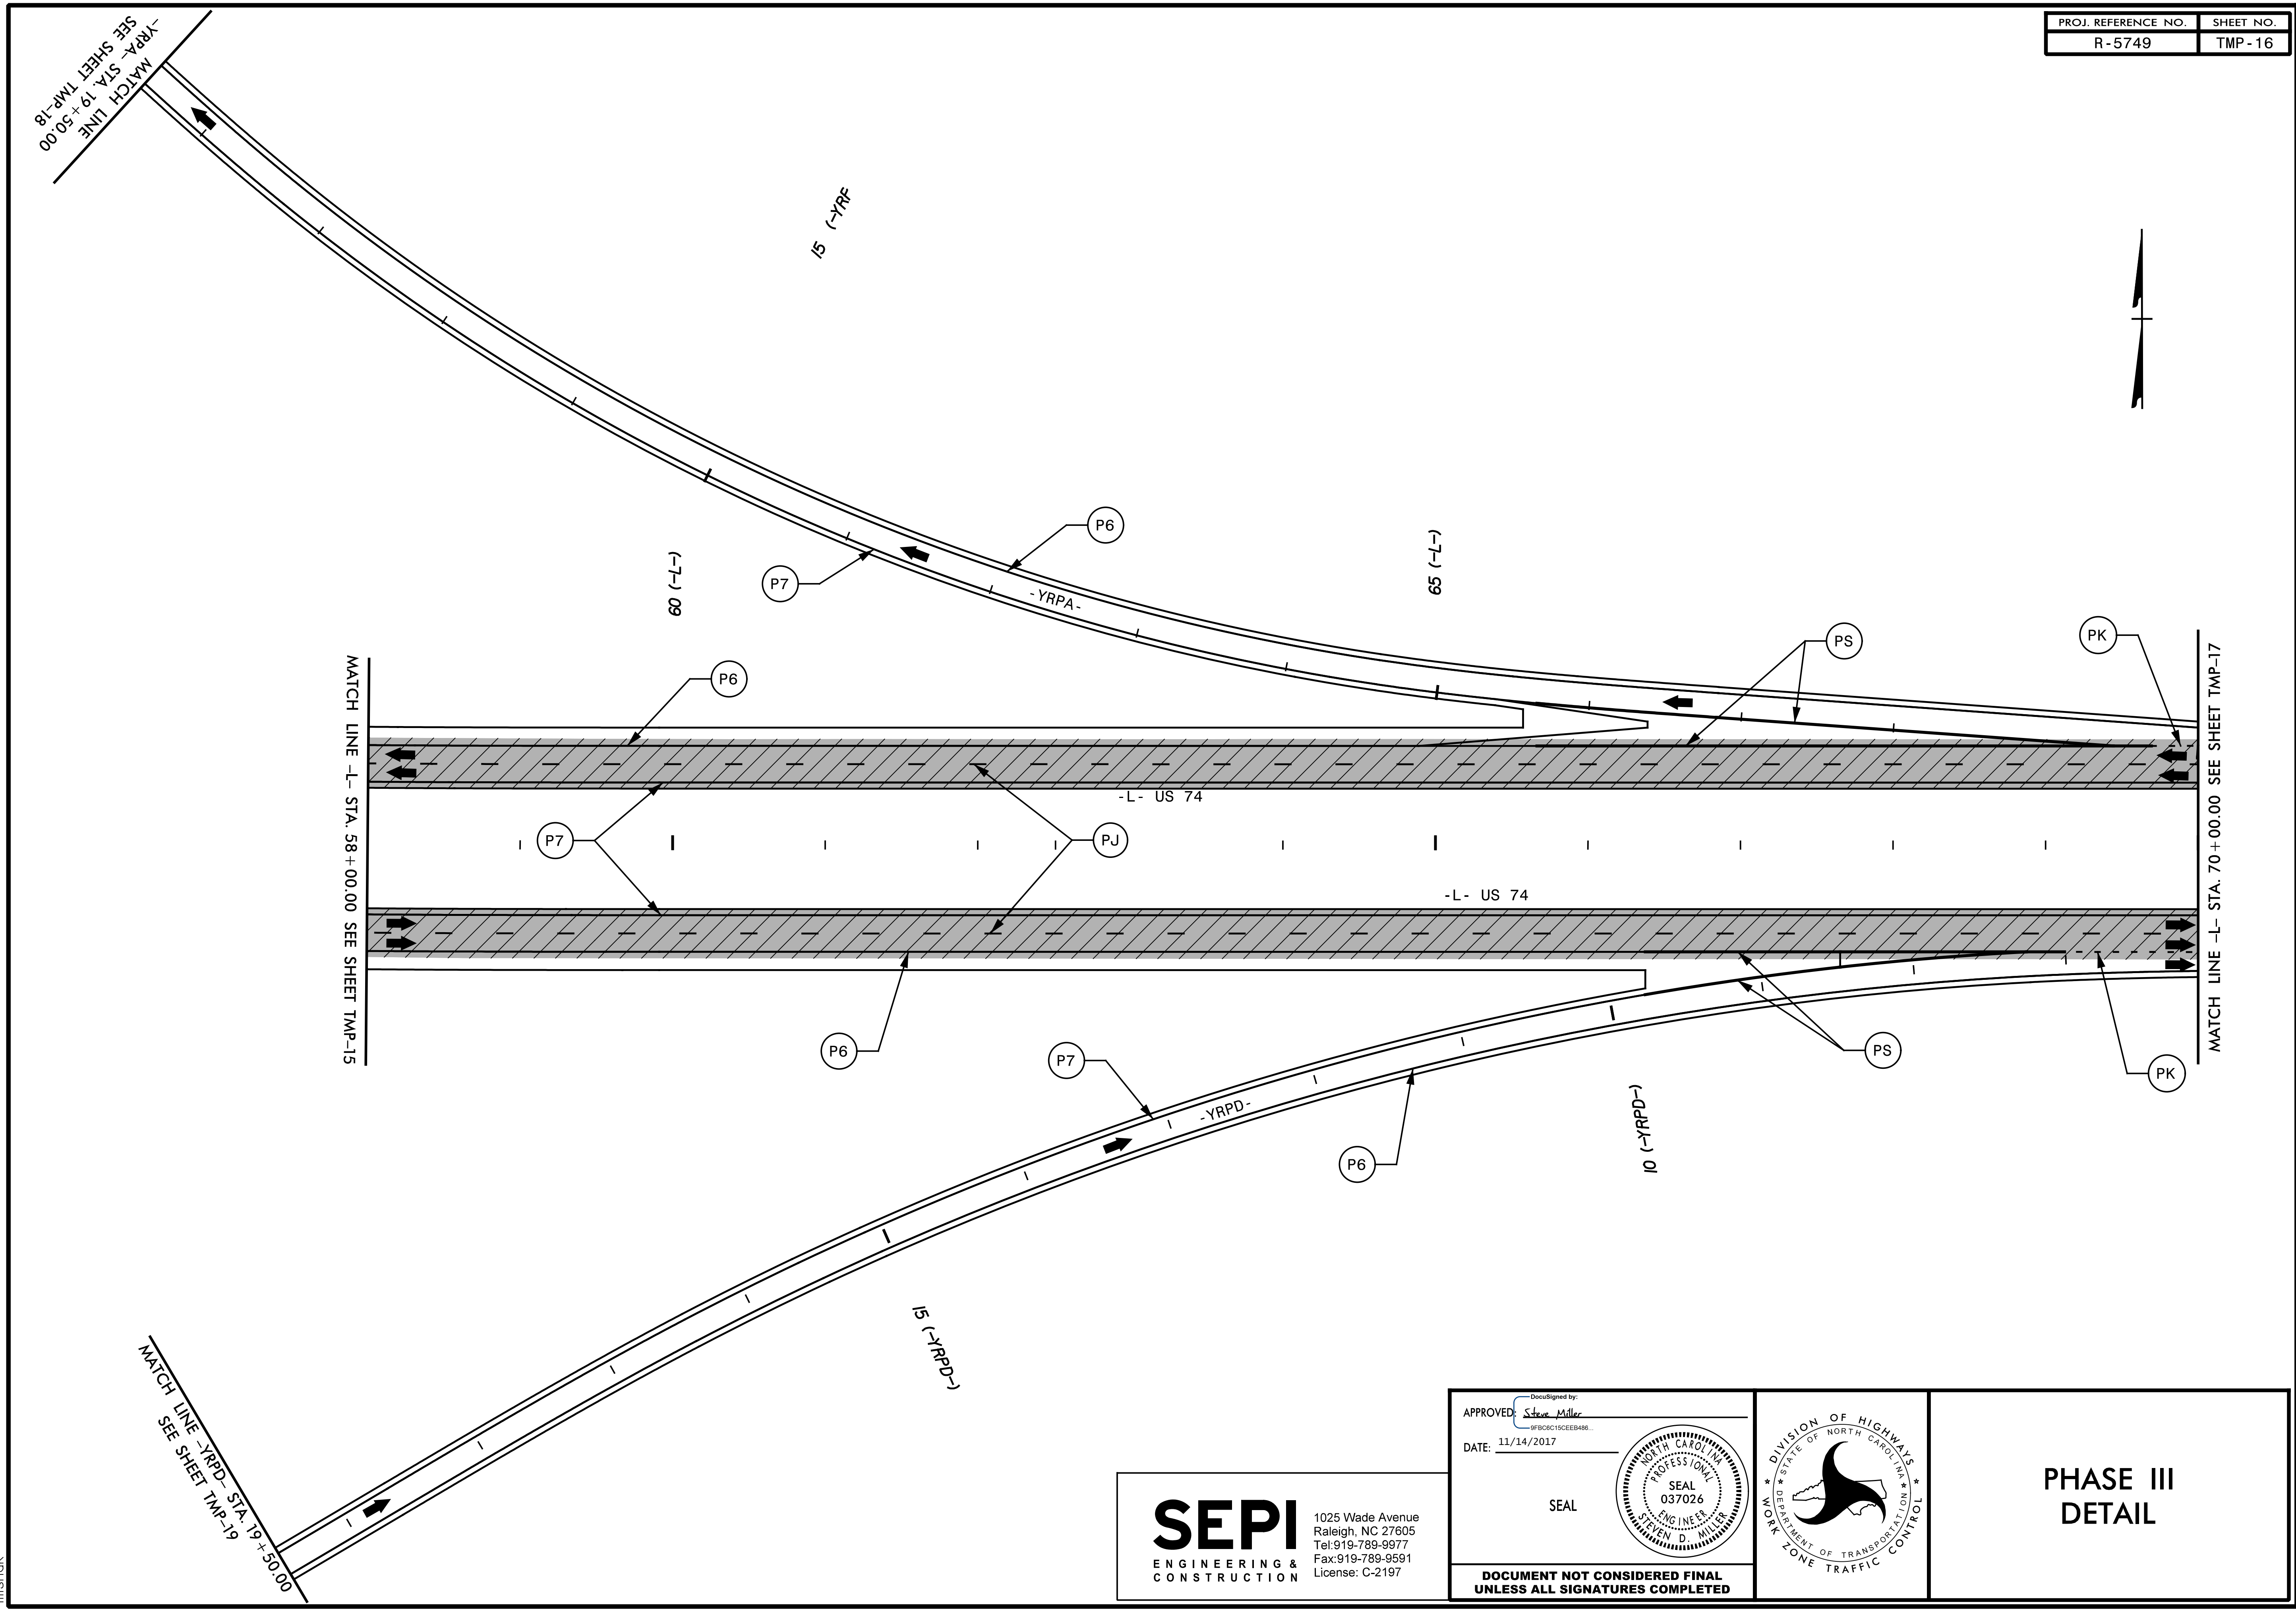 PROJ. REFERENCE NO.
SHEET NO.
R-5749
TMP-16
MATCH LINE
-YRPA- STA. 19+50.00
SEE SHEET TMP-18
15 (-YRP
P6
P7
-YRPA-
60 (-L-)
65 (-L-)
PS
PK
P6
MATCH LINE -L- STA. 58+00.00 SEE SHEET TMP-15
MATCH LINE -L- STA. 70+00.00 SEE SHEET TMP-17
-L- US 74
P7
PJ
-L- US 74
P6
P7
PS
PK
-YRPD-
P6
10 (-YRPD-)
15 (-YRPD-)
MATCH LINE -YRPD- STA. 19+50.00
SEE SHEET TMP-19
SEPI
ENGINEERING &
CONSTRUCTION
1025 Wade Avenue
Raleigh, NC 27605
Tel:919-789-9977
Fax:919-789-9591
License: C-2197
DocuSigned by:
APPROVED: Steve Miller
9FBC6C15CEEB486...
DATE: 11/14/2017
SEAL
NORTH CAROLINA
PROFESSIONAL
SEAL
037026
ENGINEER
STEVEN D. MILLER
DOCUMENT NOT CONSIDERED FINAL
UNLESS ALL SIGNATURES COMPLETED
DIVISION OF HIGHWAYS
STATE OF NORTH CAROLINA
DEPARTMENT OF TRANSPORTATION
WORK ZONE TRAFFIC CONTROL
PHASE III
DETAIL